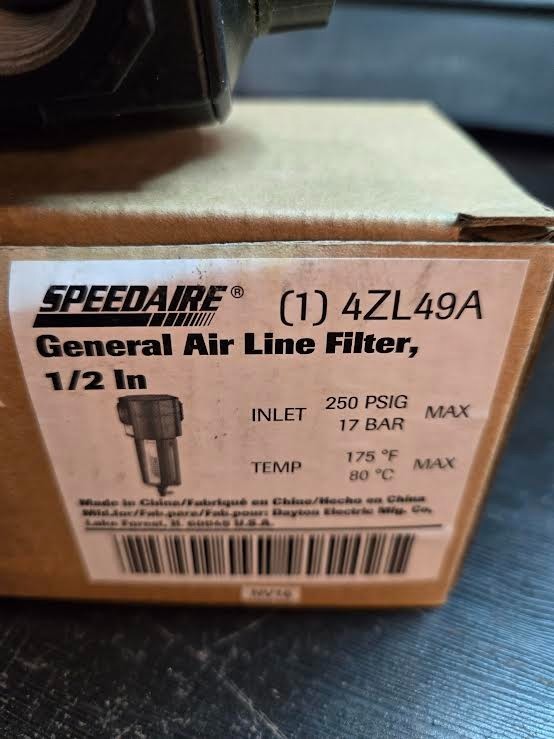 SPEEDAIRE® (1) 4ZL49A
General Air Line Filter,
1/2 In
INLET 250 PSIG 17 BAR MAX
TEMP 175 °F 80 °C MAX
Made in China/Fabriqué en Chine/Hecho en China
Mfd.for/Fab.pore/Fab.pour: Dayton Electric Mfg. Co.
Lake Forest, IL 60045 U.S.A.